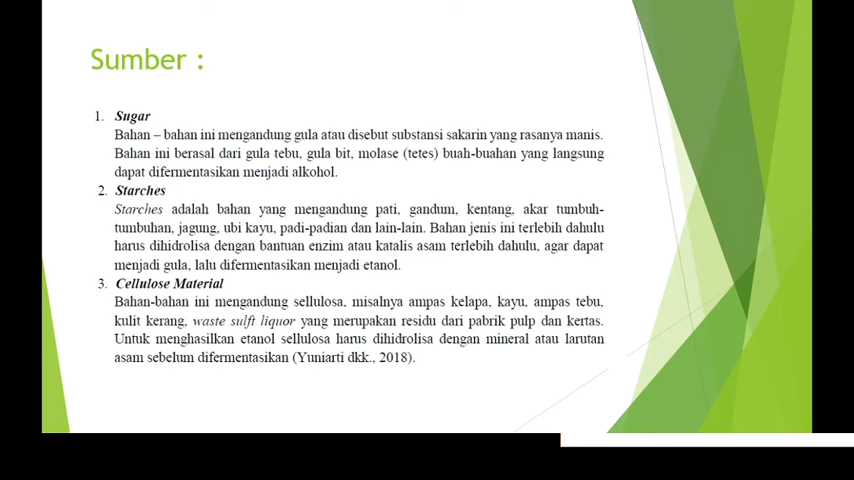 Sumber :
1. Sugar
Bahan – bahan ini mengandung gula atau disebut substansi sakarin yang rasanya manis.
Bahan ini berasal dari gula tebu, gula bit, molase (tetes) buah-buahan yang langsung
dapat difermentasikan menjadi alkohol.
2. Starches
Starches adalah bahan yang mengandung pati, gandum, kentang, akar tumbuh-
tumbuhan, jagung, ubi kayu, padi-padian dan lain-lain. Bahan jenis ini terlebih dahulu
harus dihidrolisa dengan bantuan enzim atau katalis asam terlebih dahulu, agar dapat
menjadi gula, lalu difermentasikan menjadi etanol.
3. Cellulose Material
Bahan-bahan ini mengandung sellulosa, misalnya ampas kelapa, kayu, ampas tebu,
kulit kerang, waste sulft liquor yang merupakan residu dari pabrik pulp dan kertas.
Untuk menghasilkan etanol sellulosa harus dihidrolisa dengan mineral atau larutan
asam sebelum difermentasikan (Yuniarti dkk., 2018).